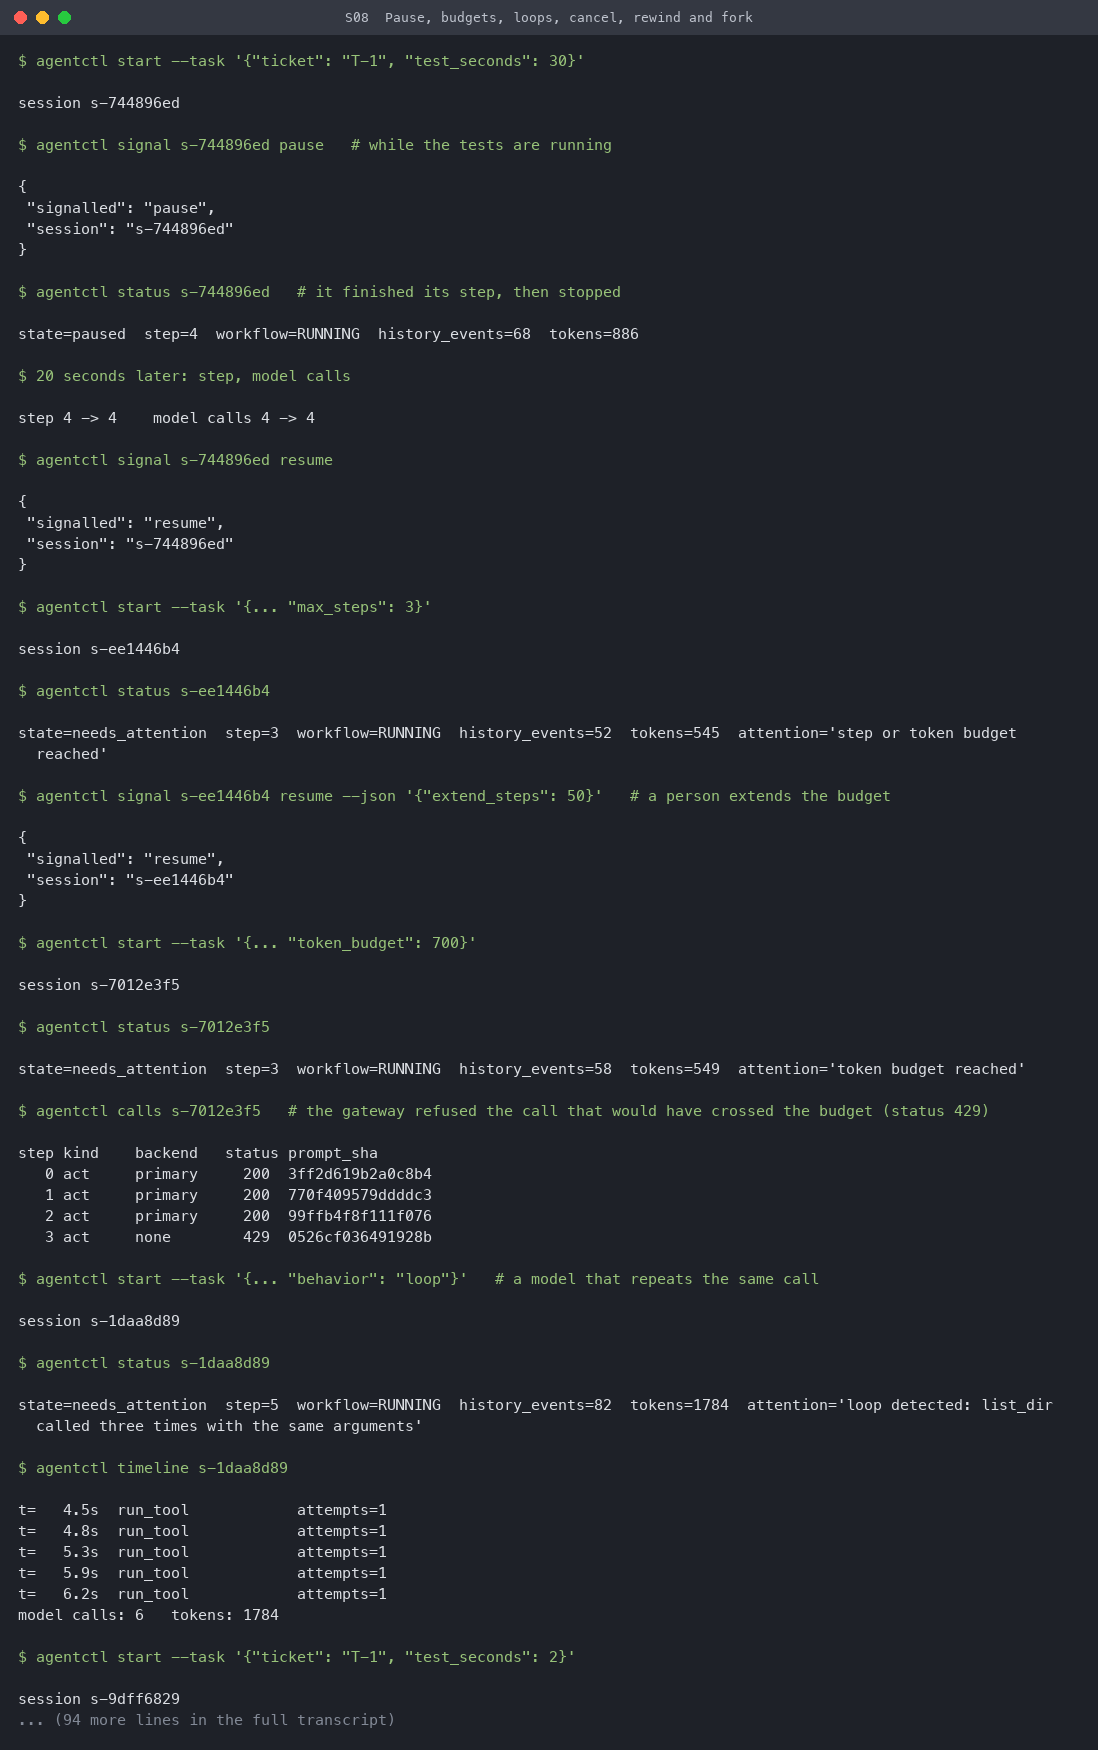 S08  Pause, budgets, loops, cancel, rewind and fork
$ agentctl start --task '{"ticket": "T-1", "test_seconds": 30}'
session s-744896ed
$ agentctl signal s-744896ed pause   # while the tests are running
{
 "signalled": "pause",
 "session": "s-744896ed"
}
$ agentctl status s-744896ed   # it finished its step, then stopped
state=paused  step=4  workflow=RUNNING  history_events=68  tokens=886
$ 20 seconds later: step, model calls
step 4 -> 4    model calls 4 -> 4
$ agentctl signal s-744896ed resume
{
 "signalled": "resume",
 "session": "s-744896ed"
}
$ agentctl start --task '{... "max_steps": 3}'
session s-ee1446b4
$ agentctl status s-ee1446b4
state=needs_attention  step=3  workflow=RUNNING  history_events=52  tokens=545  attention='step or token budget
  reached'
$ agentctl signal s-ee1446b4 resume --json '{"extend_steps": 50}'   # a person extends the budget
{
 "signalled": "resume",
 "session": "s-ee1446b4"
}
$ agentctl start --task '{... "token_budget": 700}'
session s-7012e3f5
$ agentctl status s-7012e3f5
state=needs_attention  step=3  workflow=RUNNING  history_events=58  tokens=549  attention='token budget reached'
$ agentctl calls s-7012e3f5   # the gateway refused the call that would have crossed the budget (status 429)
step kind    backend   status prompt_sha
   0 act     primary     200  3ff2d619b2a0c8b4
   1 act     primary     200  770f409579ddddc3
   2 act     primary     200  99ffb4f8f111f076
   3 act     none        429  0526cf036491928b
$ agentctl start --task '{... "behavior": "loop"}'   # a model that repeats the same call
session s-1daa8d89
$ agentctl status s-1daa8d89
state=needs_attention  step=5  workflow=RUNNING  history_events=82  tokens=1784  attention='loop detected: list_dir
  called three times with the same arguments'
$ agentctl timeline s-1daa8d89
t=   4.5s  run_tool            attempts=1
t=   4.8s  run_tool            attempts=1
t=   5.3s  run_tool            attempts=1
t=   5.9s  run_tool            attempts=1
t=   6.2s  run_tool            attempts=1
model calls: 6   tokens: 1784
$ agentctl start --task '{"ticket": "T-1", "test_seconds": 2}'
session s-9dff6829
... (94 more lines in the full transcript)